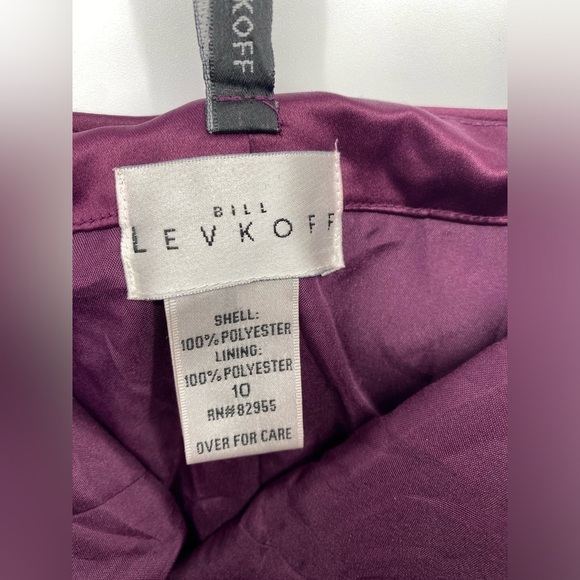 KOFF
BILL
LEVKOFF
SHELL:
100% POLYESTER
LINING:
100% POLYESTER
10
RN#82955
OVER FOR CARE